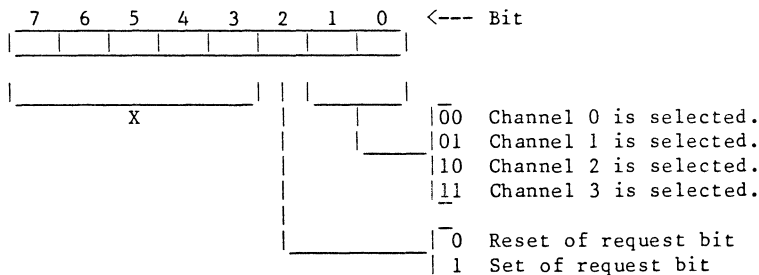 7 6 5 4 3 2 1 0 <--- Bit
X
00 Channel 0 is selected.
01 Channel 1 is selected.
10 Channel 2 is selected.
11 Channel 3 is selected.
0 Reset of request bit
1 Set of request bit